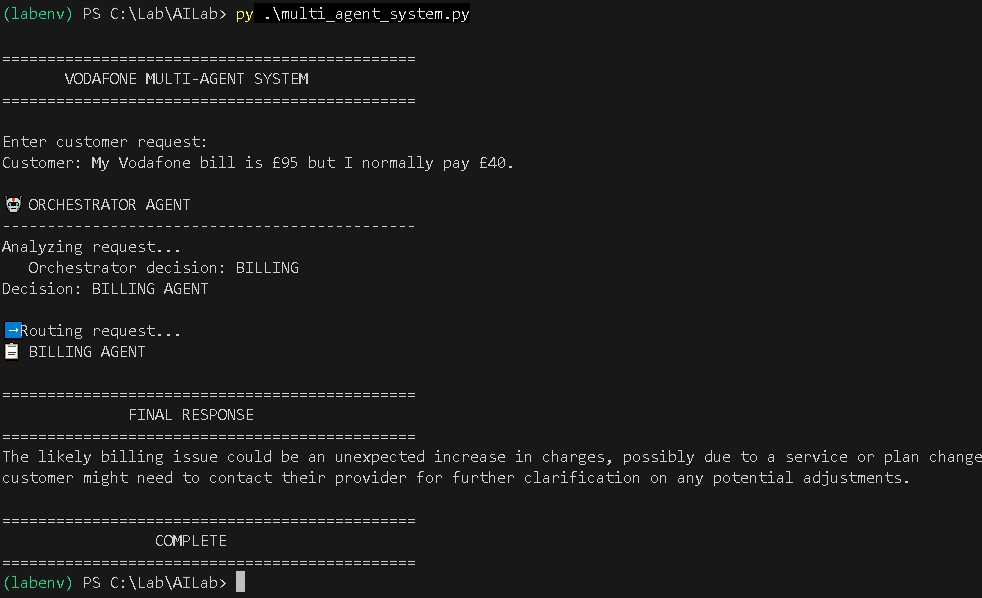 (labenv) PS C:\Lab\AILab> py .\multi_agent_system.py
==============================================
VODAFONE MULTI-AGENT SYSTEM
==============================================
Enter customer request:
Customer: My Vodafone bill is £95 but I normally pay £40.
ORCHESTRATOR AGENT
----------------------------------------------
Analyzing request...
Orchestrator decision: BILLING
Decision: BILLING AGENT
→Routing request...
BILLING AGENT
==============================================
FINAL RESPONSE
==============================================
The likely billing issue could be an unexpected increase in charges, possibly due to a service or plan change
customer might need to contact their provider for further clarification on any potential adjustments.
==============================================
COMPLETE
==============================================
(labenv) PS C:\Lab\AILab>